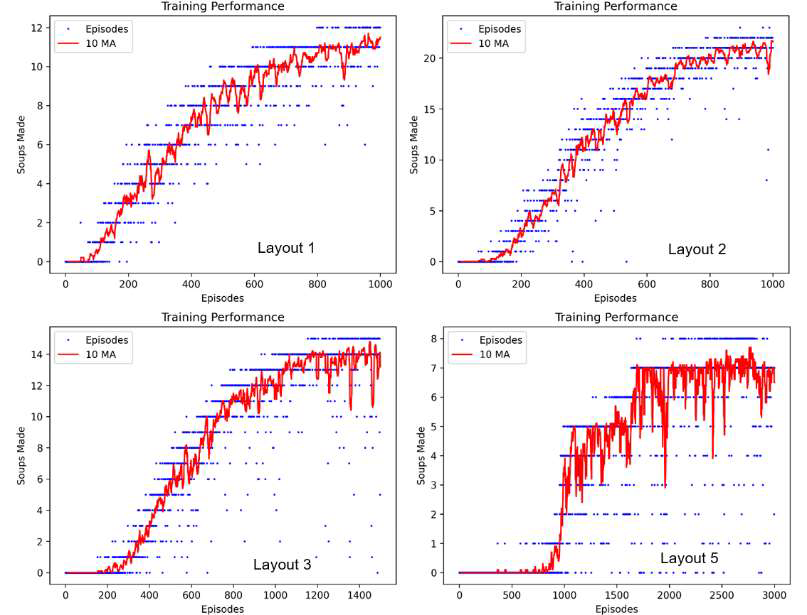 Training Performance
Episodes
10 MA
12
10
8
6
4
2
0
Soups Made
Layout 1
0 200 400 600 800 1000
Episodes
Training Performance
Episodes
10 MA
20
15
10
5
0
Soups Made
Layout 2
0 200 400 600 800 1000
Episodes
Training Performance
Episodes
10 MA
14
12
10
8
6
4
2
0
Soups Made
Layout 3
0 200 400 600 800 1000 1200 1400
Episodes
Training Performance
Episodes
10 MA
8
7
6
5
4
3
2
1
0
Soups Made
Layout 5
0 500 1000 1500 2000 2500 3000
Episodes